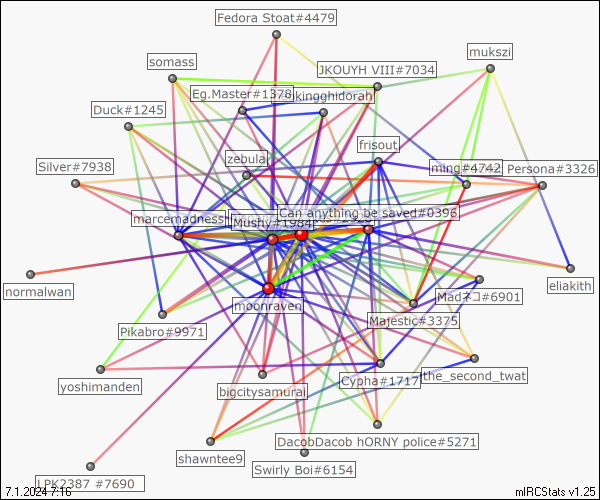 Fedora Stoat#4479
mukszi
somass
JKOUYH VIII#7034
Eg.Master#1378
kingghidorah
Duck#1245
frisout
zebula
ming#4742
Persona#3326
Silver#7938
Can anything be saved#0396
marcemadness
Mushy#1984
eliakith
normalwan
Madネコ#6901
moonraven
Majestic#3375
Pikabro#9971
the_second_twat
Cypha#1717
yoshimanden
bigcitysamurai
DacobDacob hORNY police#5271
shawntee9
Swirly Boi#6154
LPK2387 #7690
7.1.2024 7:16
mIRCStats v1.25